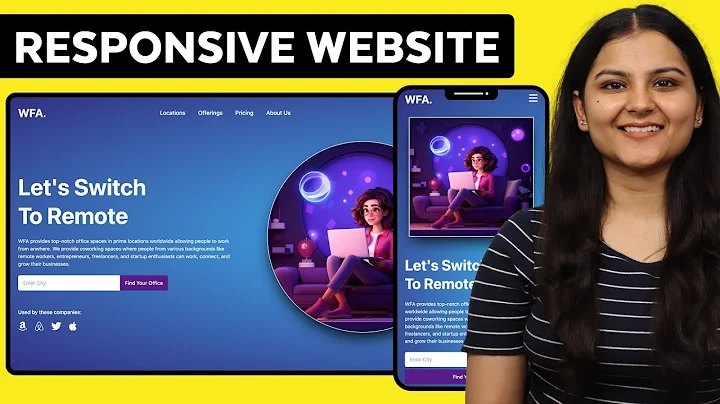 RESPONSIVE WEBSITE
WFA.
Locations Offerings Pricing About Us
Let's Switch
To Remote
WFA provides top-notch office spaces in prime locations worldwide allowing people to work
from anwhere. We provide coworking spaces where people from various backgrounds like
remote workers, entrepreneurs, freelancers, and startup enthusiasts can work, connect, and
grow their businesses.
Enter City Find Your Office
Used by these companies:
WFA.
Let's Switc
To Remote
WFA provides top-notch office
worldwide allowing people to
provide coworking spaces
backgrounds like remote
freelancers, and startup
and grow their businesses.
Enter City
Find